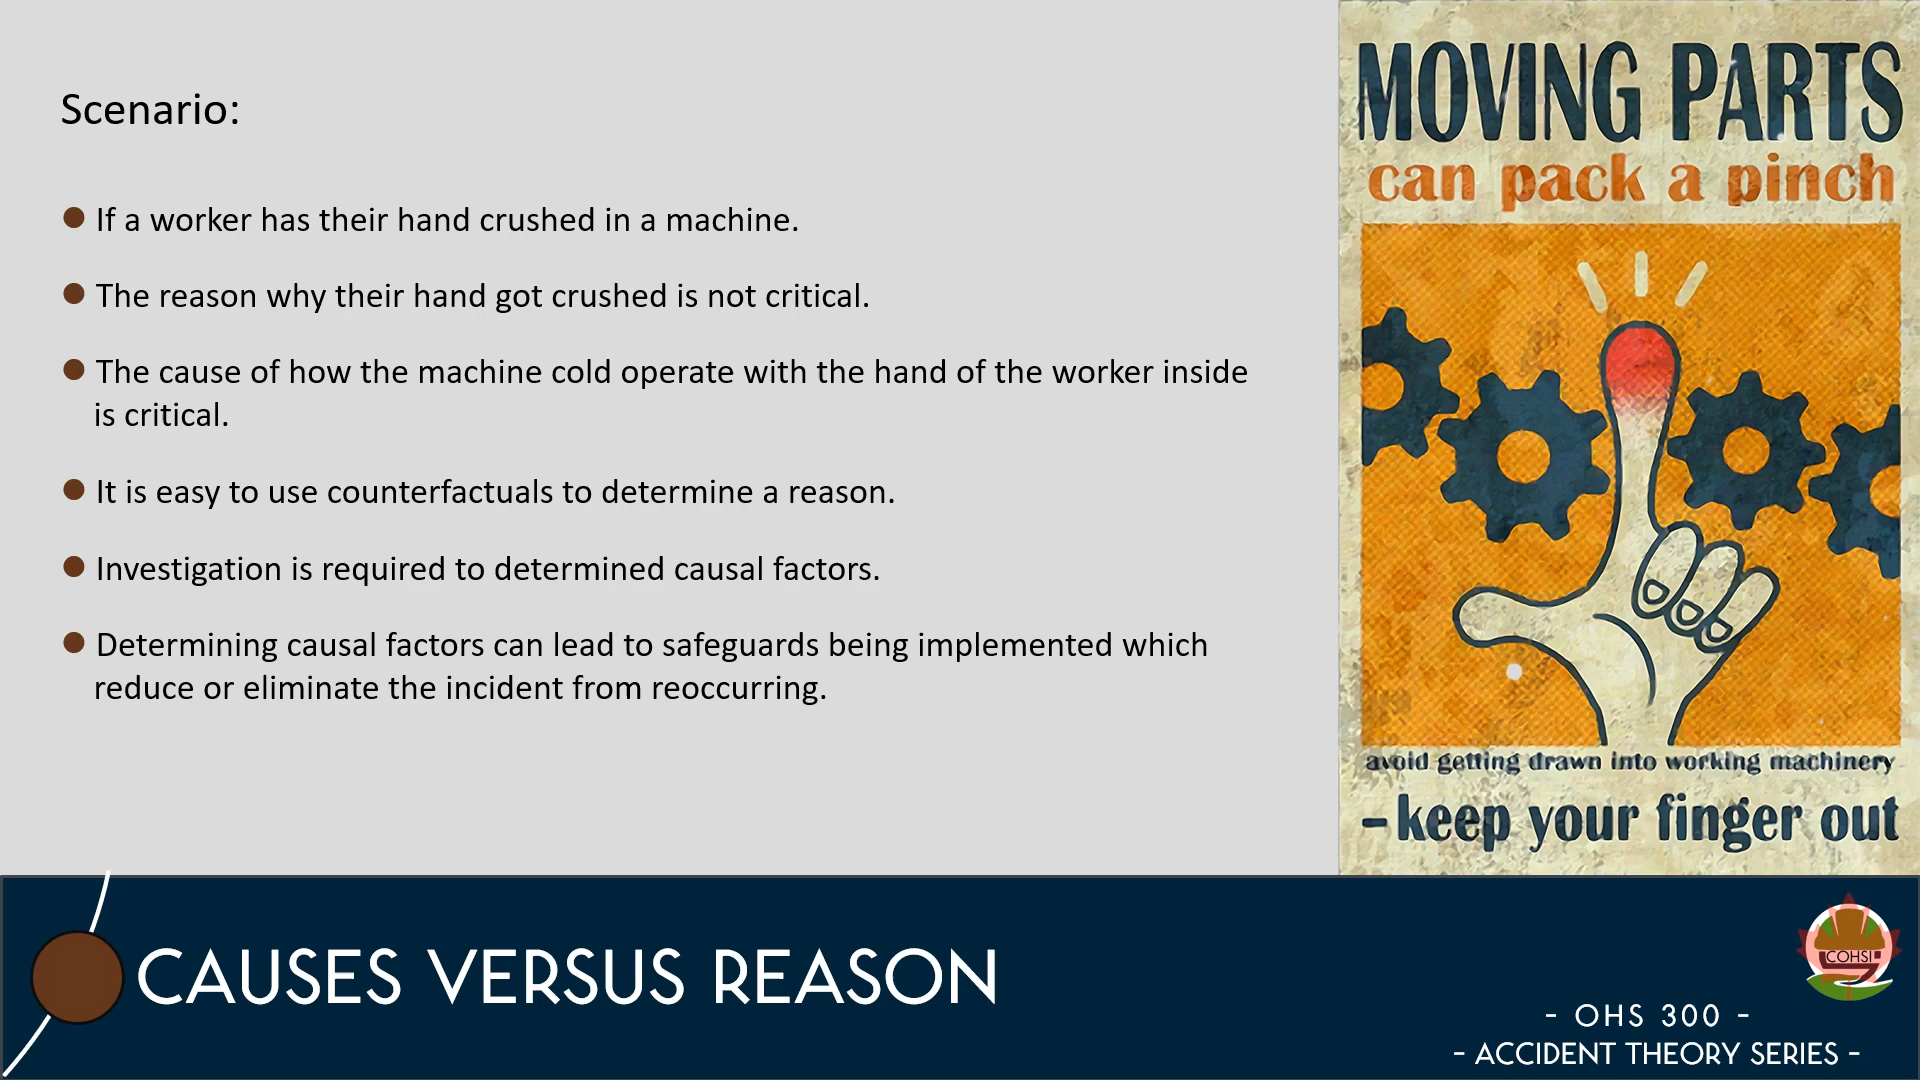 Scenario:
If a worker has their hand crushed in a machine.
The reason why their hand got crushed is not critical.
The cause of how the machine cold operate with the hand of the worker inside
is critical.
It is easy to use counterfactuals to determine a reason.
Investigation is required to determined causal factors.
Determining causal factors can lead to safeguards being implemented which
reduce or eliminate the incident from reoccurring.
MOVING PARTS
can pack a pinch
avoid getting drawn into working machinery
- keep your finger out
CAUSES VERSUS REASON
COHSI
- OHS 300 -
- ACCIDENT THEORY SERIES -